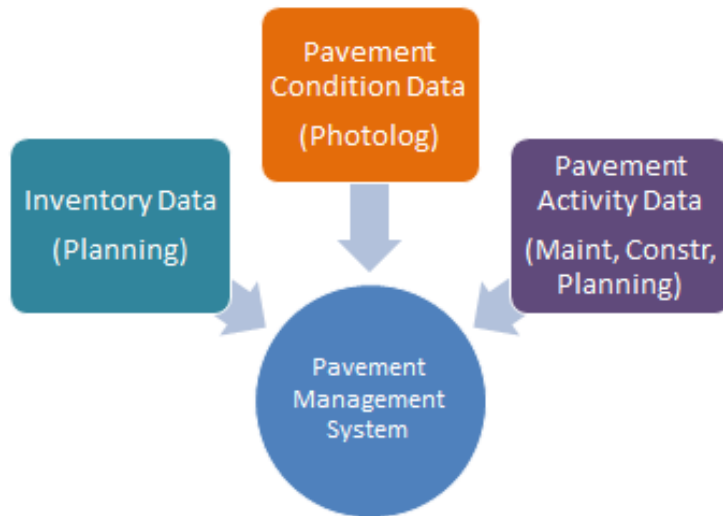 Pavement
Condition Data
(Photolog)
Inventory Data
(Planning)
Pavement
Activity Data
(Maint, Constr,
Planning)
Pavement
Management
System